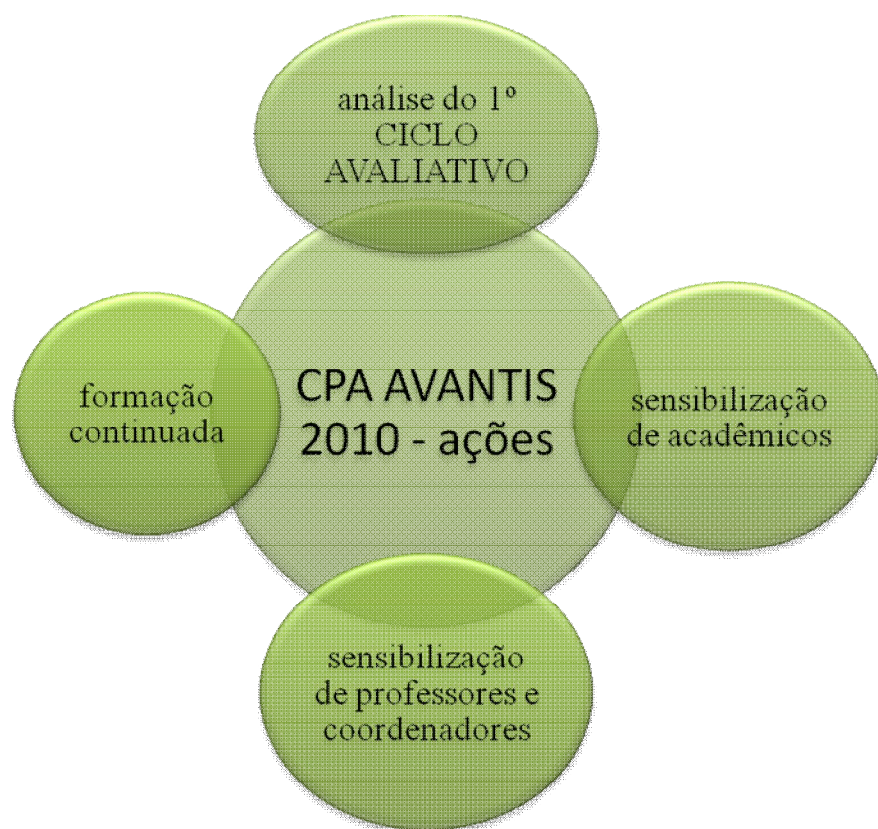 análise do 1º
CICLO
AVALIATIVO
formação
continuada
CPA AVANTIS
2010 - ações
sensibilização
de acadêmicos
sensibilização
de professores e
coordenadores